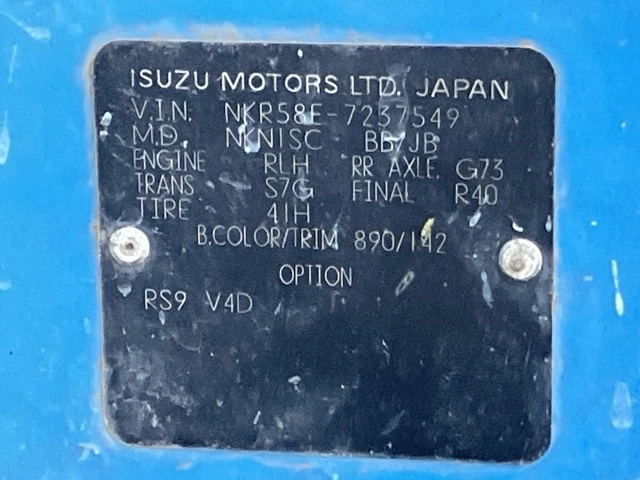 ISUZU MOTORS LTD. JAPAN
V.I.N. NKR58E-7237549
M.D. NKN1SC BB/JB
ENGINE RLH RR AXLE. G73
TRANS S7G FINAL R40
TIRE 41H
B.COLOR/TRIM 890/142
OPTION
RS9 V4D